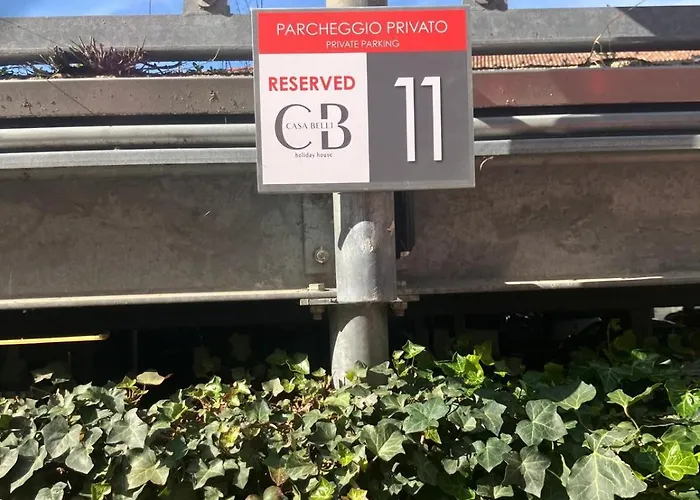 PARCHEGGIO PRIVATO
PRIVATE PARKING
RESERVED
CB
CASA BELLI
holiday house
11